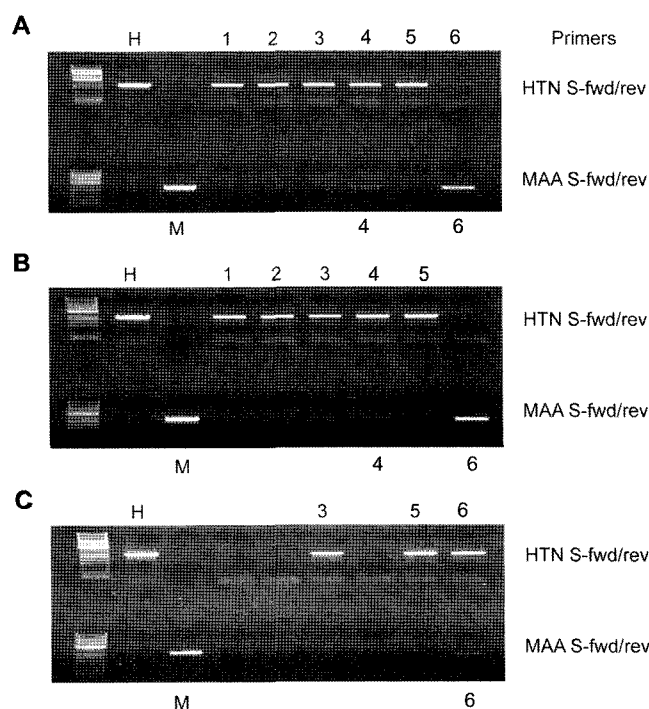 A
H 1 2 3 4 5 6 Primers
HTN S-fwd/rev
MAA S-fwd/rev
M 4 6
B
H 1 2 3 4 5
HTN S-fwd/rev
MAA S-fwd/rev
M 4 6
C
H 3 5 6
HTN S-fwd/rev
MAA S-fwd/rev
M 6